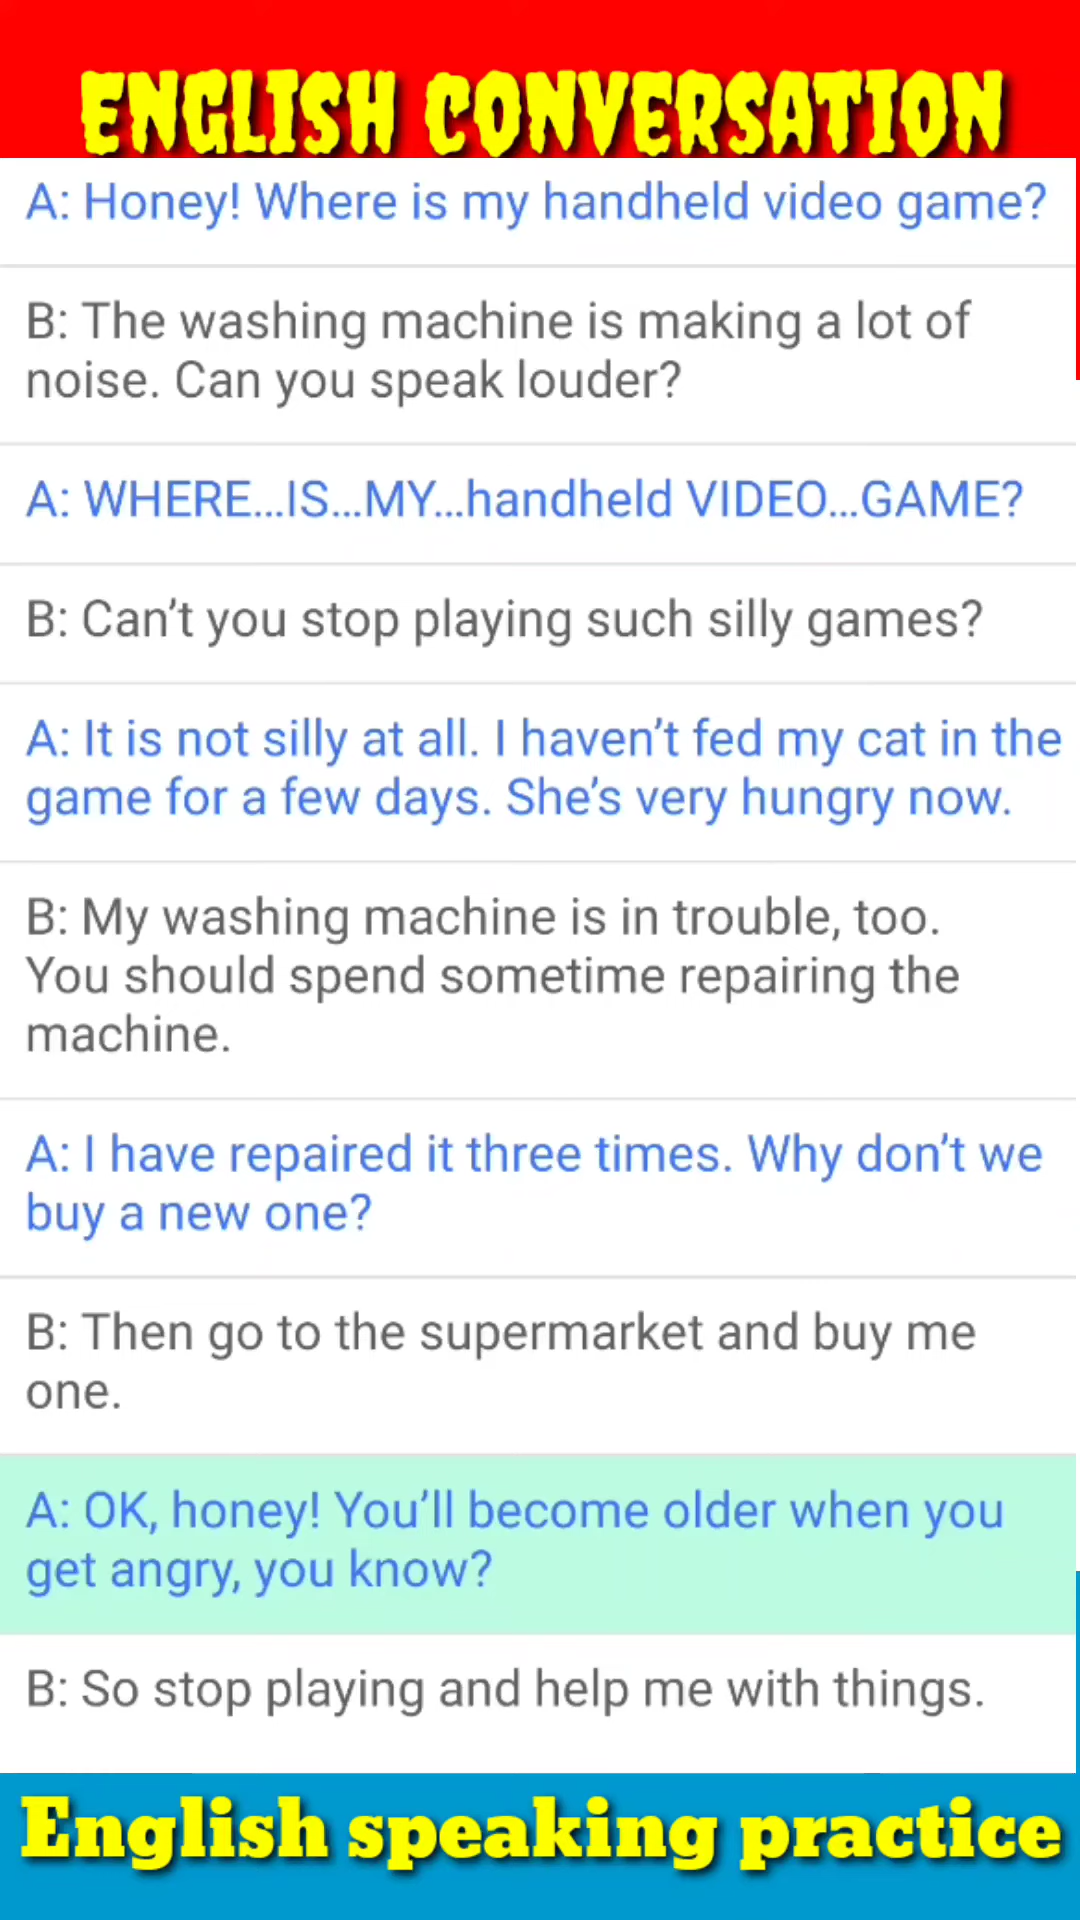 ENGLISH CONVERSATION
A: Honey! Where is my handheld video game?
B: The washing machine is making a lot of
noise. Can you speak louder?
A: WHERE...IS...MY...handheld VIDEO...GAME?
B: Can’t you stop playing such silly games?
A: It is not silly at all. I haven’t fed my cat in the
game for a few days. She’s very hungry now.
B: My washing machine is in trouble, too.
You should spend sometime repairing the
machine.
A: I have repaired it three times. Why don’t we
buy a new one?
B: Then go to the supermarket and buy me
one.
A: OK, honey! You’ll become older when you
get angry, you know?
B: So stop playing and help me with things.
English speaking practice